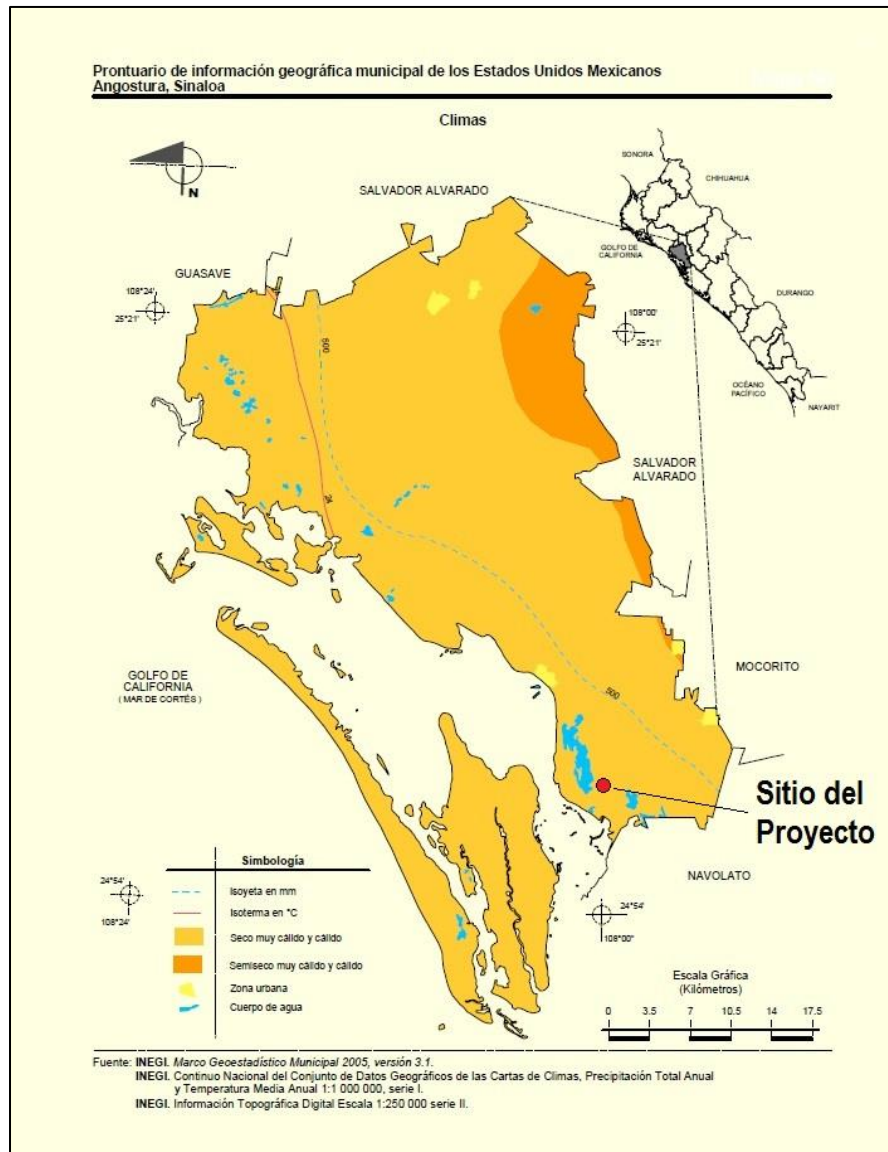 Prontuario de información geográfica municipal de los Estados Unidos Mexicanos
Angostura, Sinaloa
Climas
N
SONORA
CHIHUAHUA
GOLFO DE
CALIFORNIA
DURANGO
OCÉANO
PACÍFICO
NAYARIT
SALVADOR ALVARADO
GUASAVE
108°24'
25°21'
108°00'
25°21'
500
24
SALVADOR
ALVARADO
GOLFO DE
CALIFORNIA
( MAR DE CORTÉS )
MOCORITO
500
Sitio del
Proyecto
NAVOLATO
24°54'
108°24'
24°54'
108°00'
Simbología
Isoyeta en mm
Isoterma en °C
Seco muy cálido y cálido
Semiseco muy cálido y cálido
Zona urbana
Cuerpo de agua
Escala Gráfica
(Kilómetros)
0 3.5 7 10.5 14 17.5
Fuente: INEGI. Marco Geoestadístico Municipal 2005, versión 3.1.
INEGI. Continuo Nacional del Conjunto de Datos Geográficos de las Cartas de Climas, Precipitación Total Anual
y Temperatura Media Anual 1:1 000 000, serie I.
INEGI. Información Topográfica Digital Escala 1:250 000 serie II.